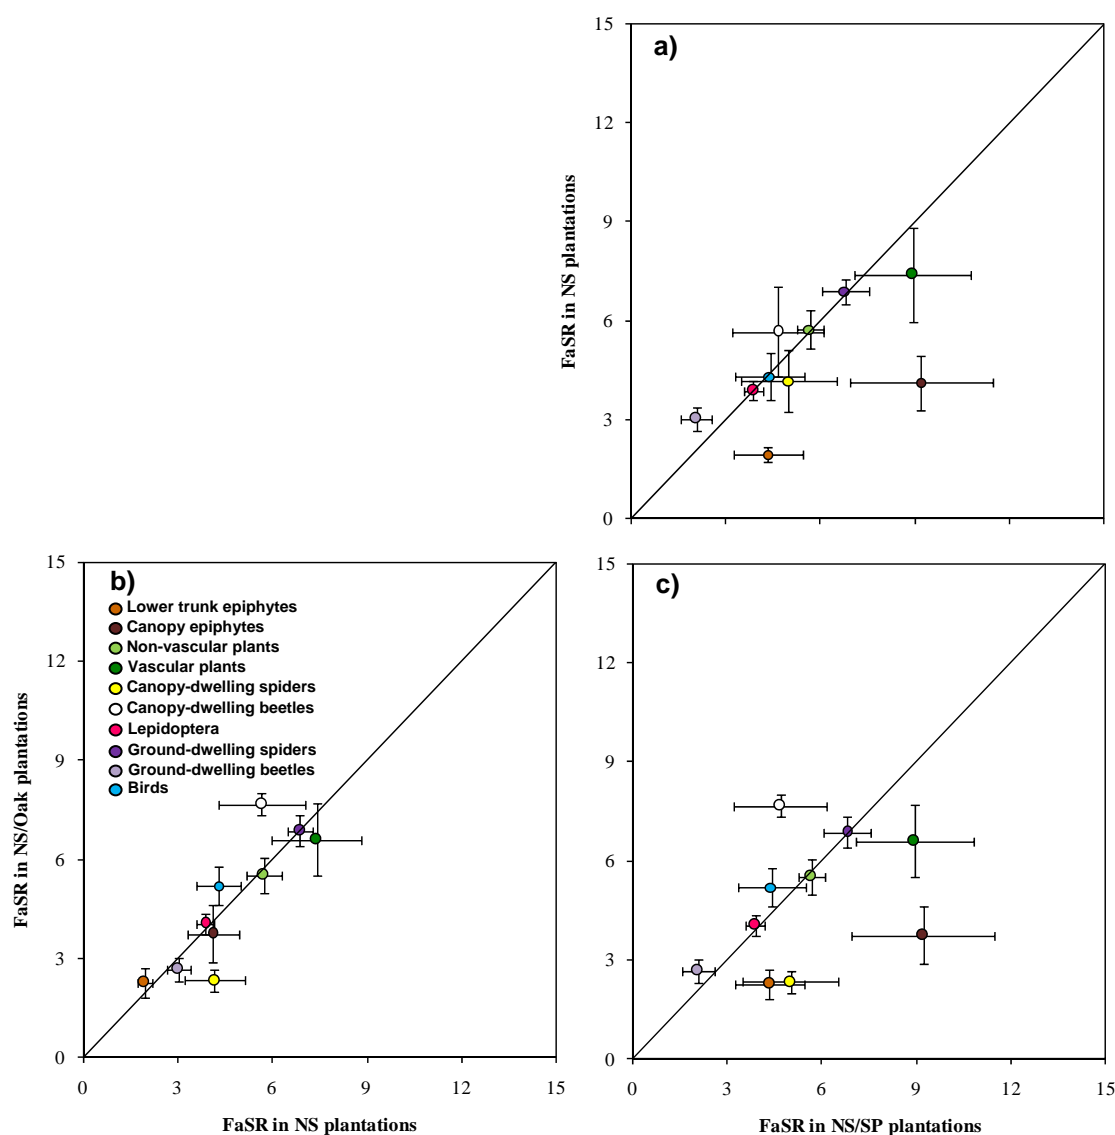 a)
15
12
9
6
3
0
FaSR in NS plantations
b)
Lower trunk epiphytes
Canopy epiphytes
Non-vascular plants
Vascular plants
Canopy-dwelling spiders
Canopy-dwelling beetles
Lepidoptera
Ground-dwelling spiders
Ground-dwelling beetles
Birds
15
12
9
6
3
0
FaSR in NS/Oak plantations
0 3 6 9 12 15
FaSR in NS plantations
c)
15
12
9
6
3
0
0 3 6 9 12 15
FaSR in NS/SP plantations